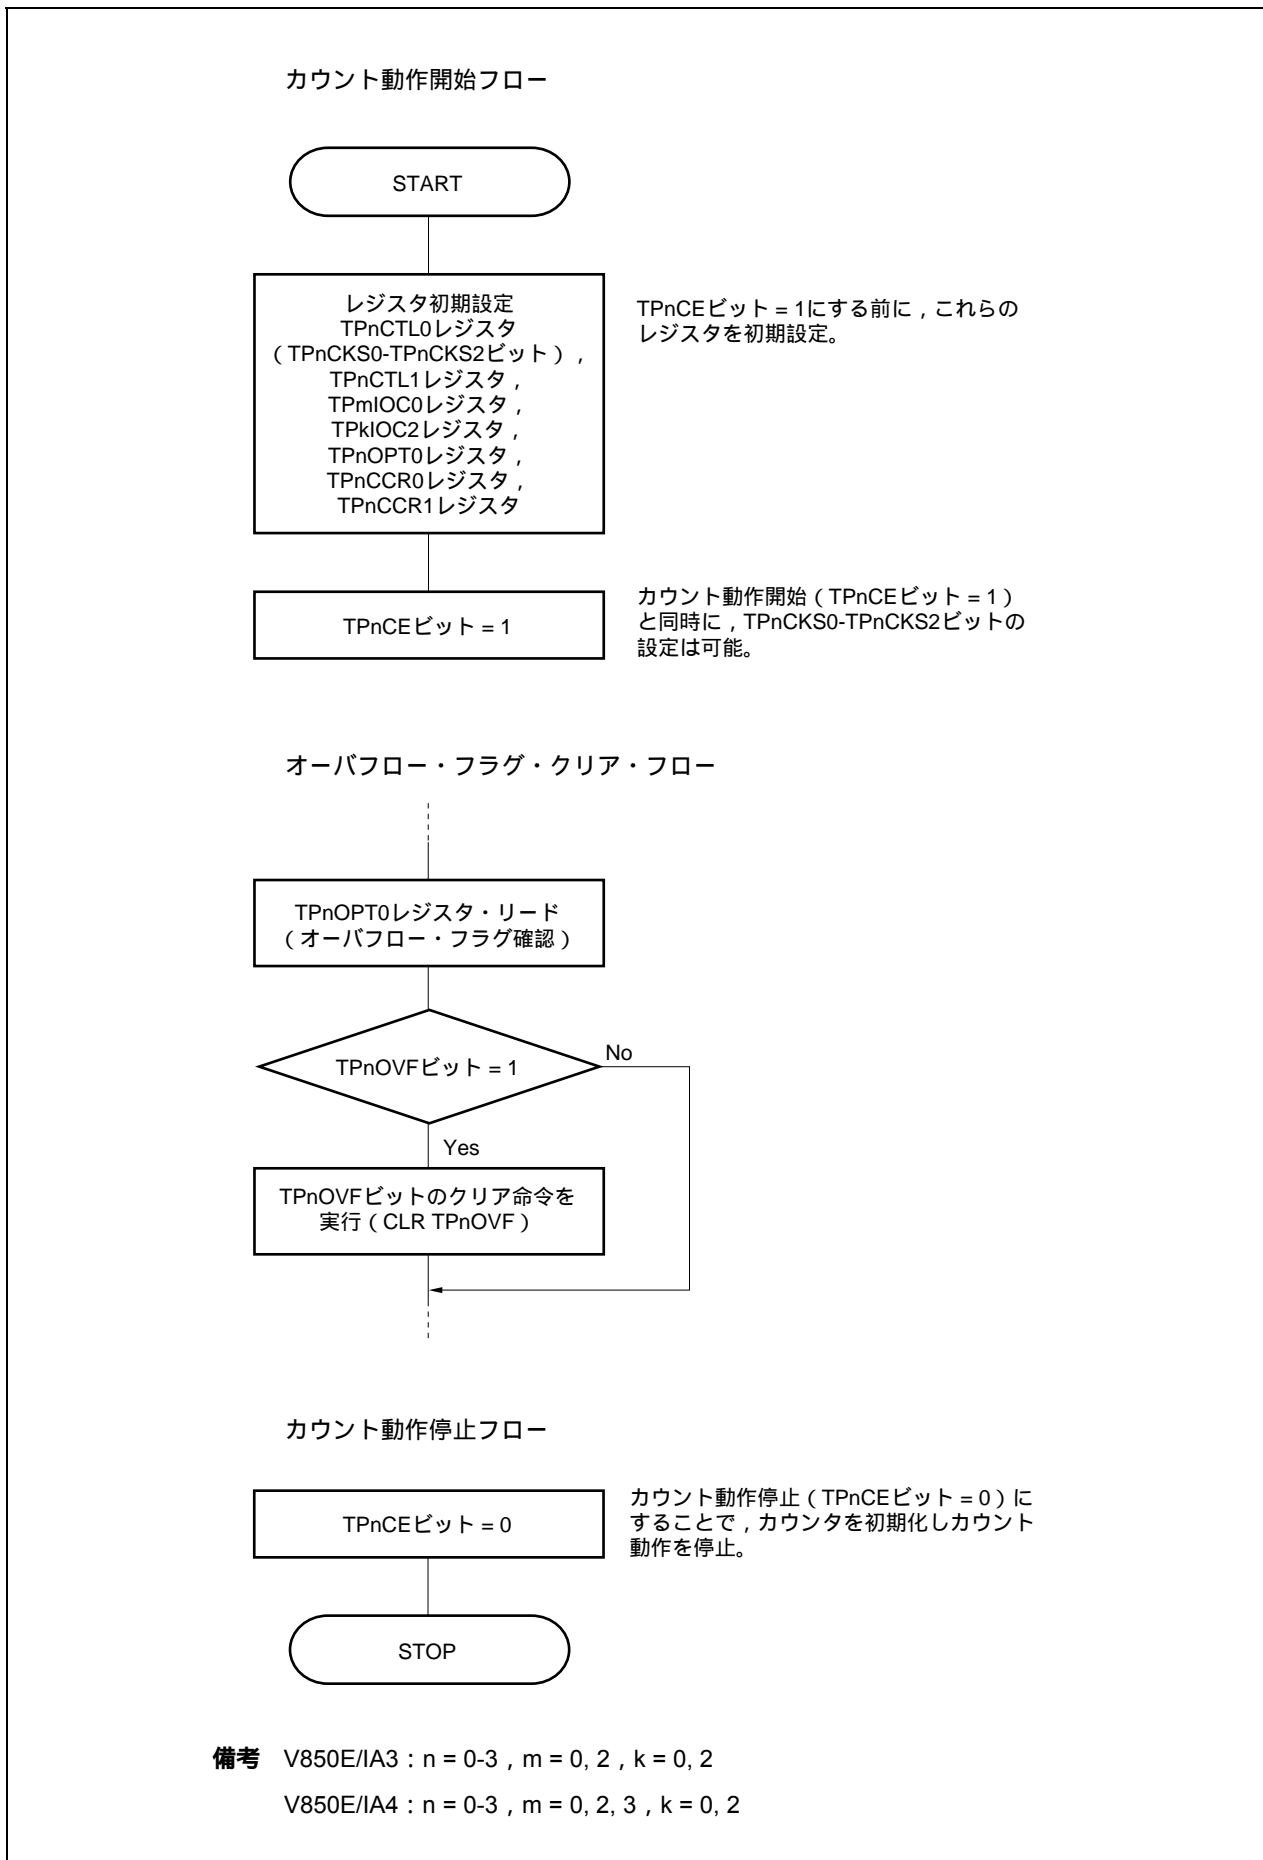 カウント動作開始フロー
START
レジスタ初期設定
TPnCTL0レジスタ
（TPnCKS0-TPnCKS2ビット），
TPnCTL1レジスタ，
TPmIOC0レジスタ，
TPkIOC2レジスタ，
TPnOPT0レジスタ，
TPnCCR0レジスタ，
TPnCCR1レジスタ
TPnCEビット = 1にする前に，これらの
レジスタを初期設定。
TPnCEビット = 1
カウント動作開始（TPnCEビット = 1）
と同時に，TPnCKS0-TPnCKS2ビットの
設定は可能。
オーバフロー・フラグ・クリア・フロー
TPnOPT0レジスタ・リード
（オーバフロー・フラグ確認）
TPnOVFビット = 1
No
Yes
TPnOVFビットのクリア命令を
実行（CLR TPnOVF）
カウント動作停止フロー
TPnCEビット = 0
カウント動作停止（TPnCEビット = 0）に
することで，カウンタを初期化しカウント
動作を停止。
STOP
備考　V850E/IA3：n = 0-3，m = 0, 2，k = 0, 2
V850E/IA4：n = 0-3，m = 0, 2, 3，k = 0, 2